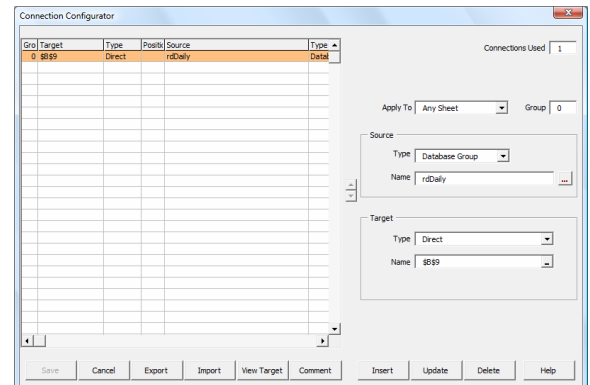 Connection Configurator
Gro Target Type Positic Source Type
0 $B$9 Direct rdDaily Datab
Connections Used 1
Apply To Any Sheet Group 0
Source
Type Database Group
Name rdDaily ...
Target
Type Direct
Name $B$9
Save Cancel Export Import View Target Comment Insert Update Delete Help